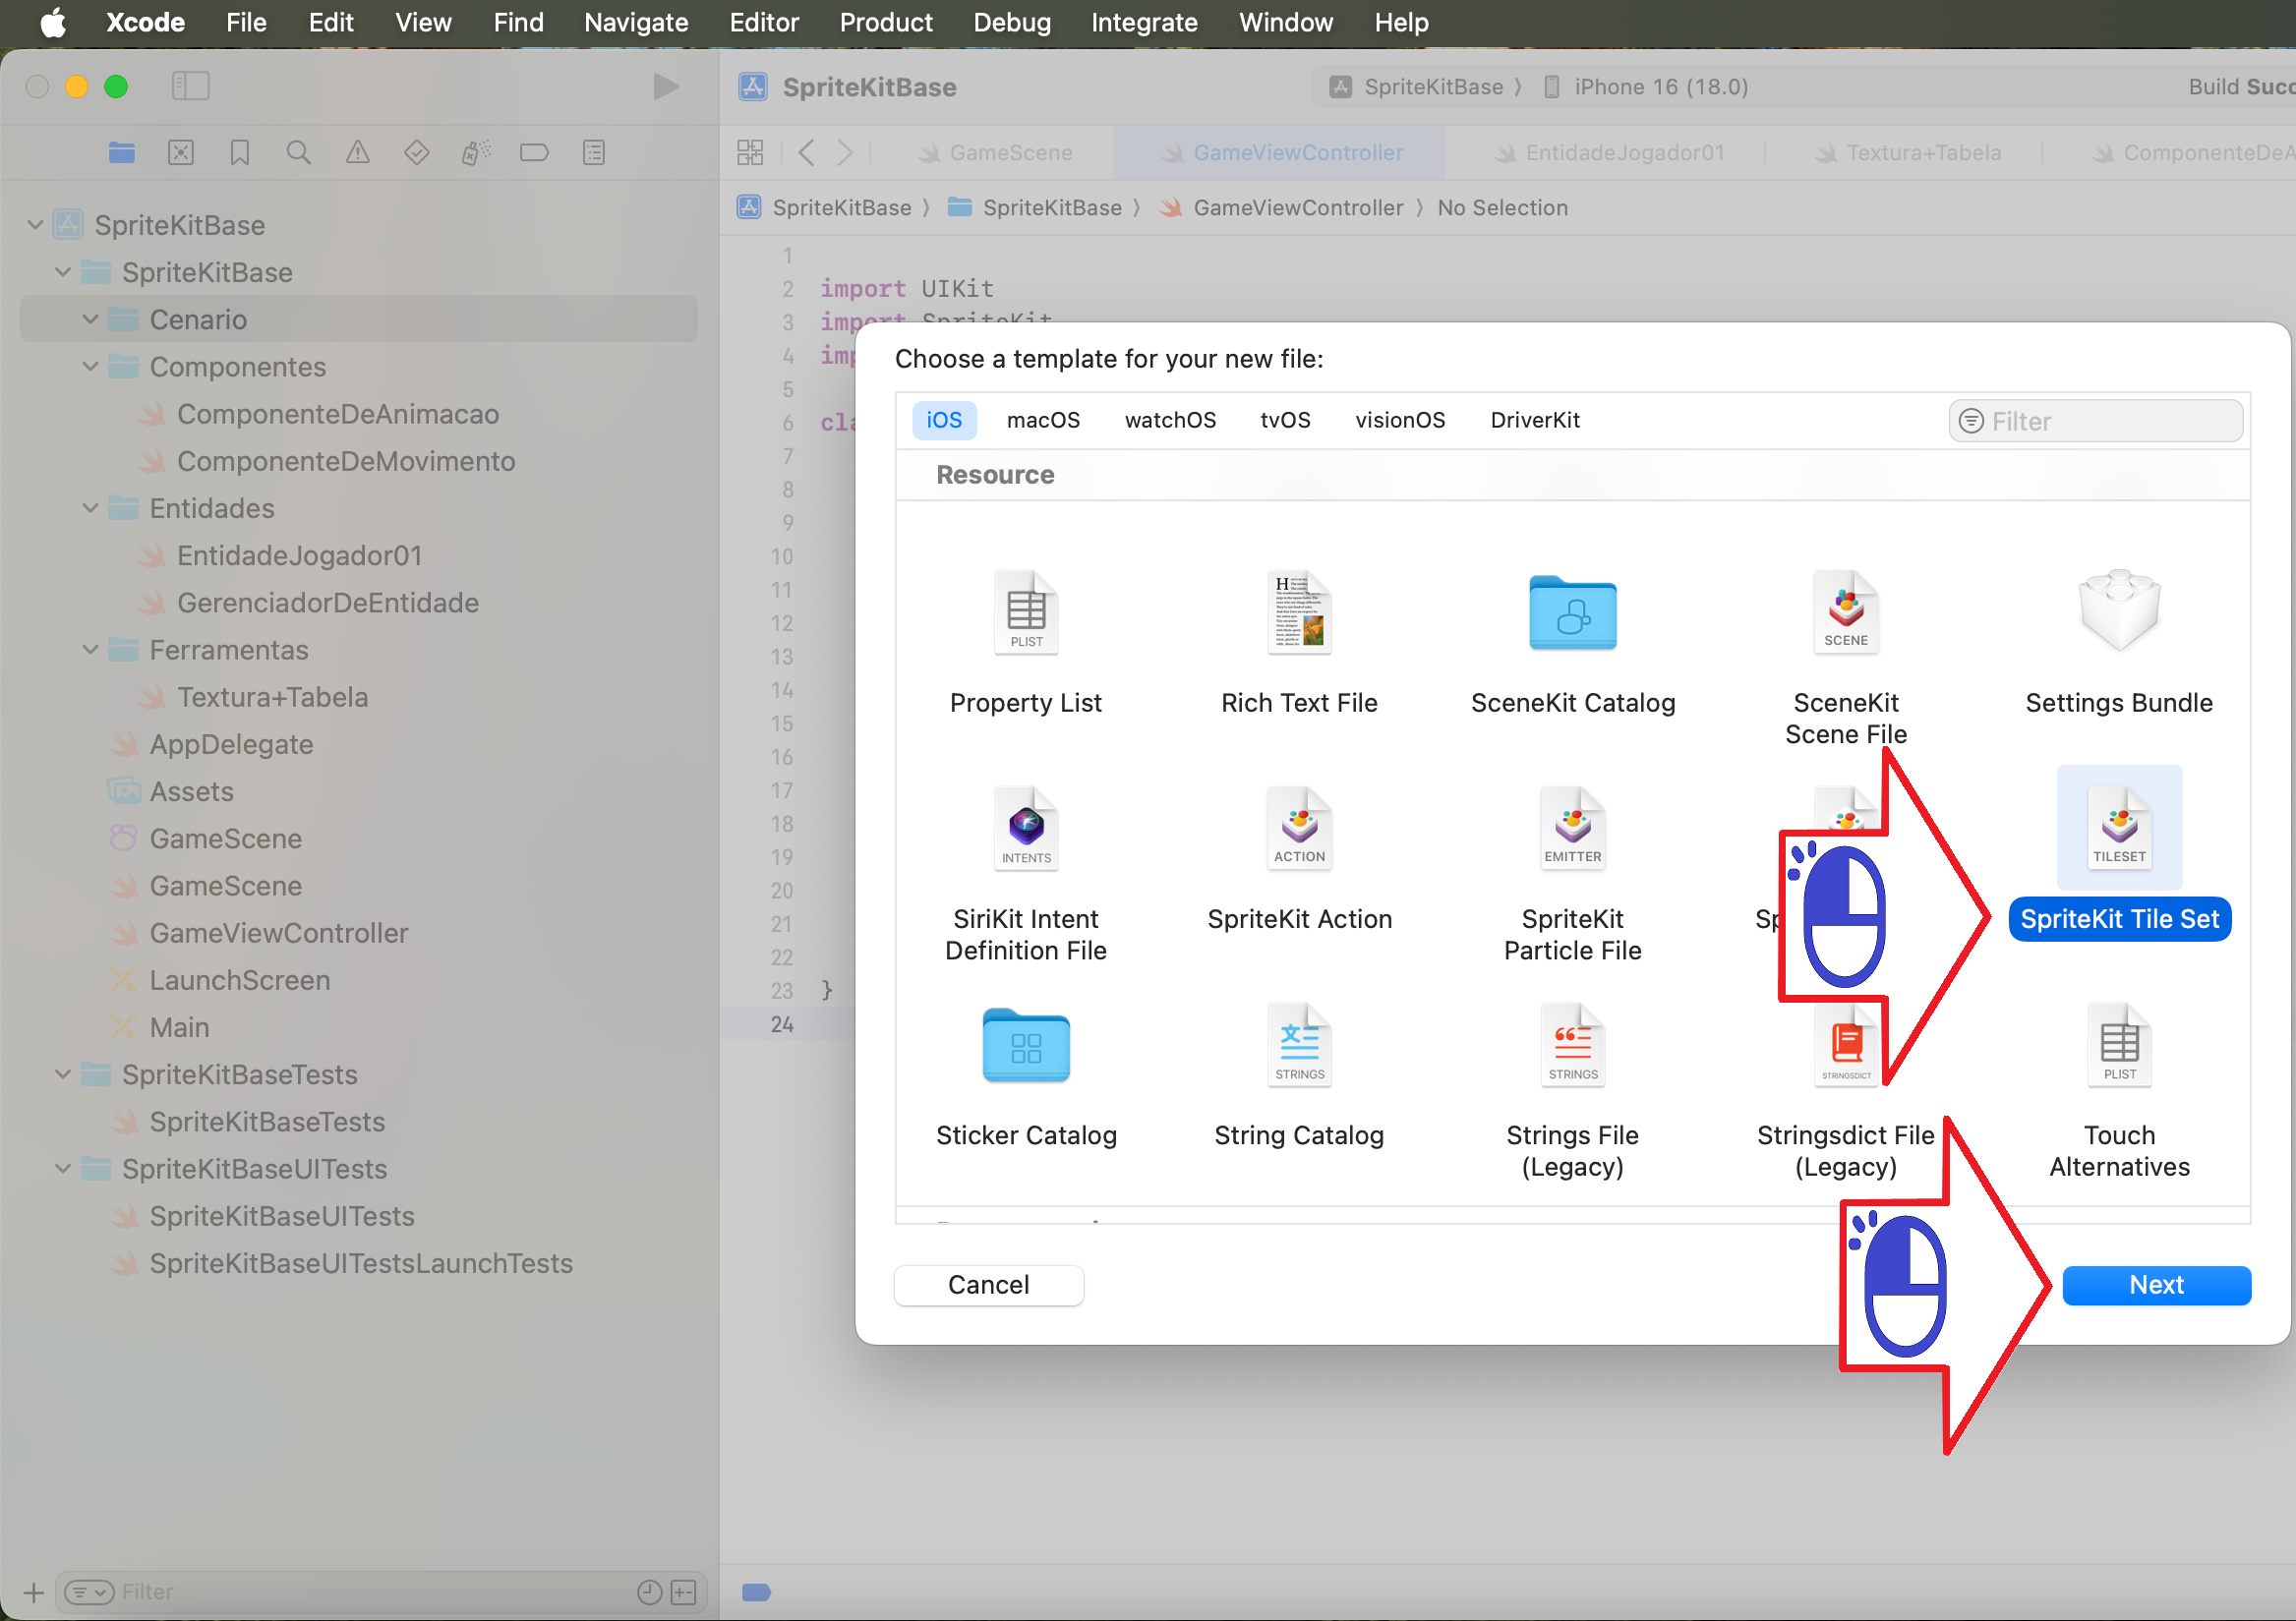 Xcode File Edit View Find Navigate Editor Product Debug Integrate Window Help
SpriteKitBase
SpriteKitBase iPhone 16 (18.0)
Build
GameScene GameViewController EntidadeJogador01 Textura+Tabela
SpriteKitBase SpriteKitBase GameViewController No Selection
SpriteKitBase
SpriteKitBase
Cenario
Componentes
ComponenteDeAnimacao
ComponenteDeMovimento
Entidades
EntidadeJogador01
GerenciadorDeEntidade
Ferramentas
Textura+Tabela
AppDelegate
Assets
GameScene
GameScene
GameViewController
LaunchScreen
Main
SpriteKitBaseTests
SpriteKitBaseTests
SpriteKitBaseUITests
SpriteKitBaseUITests
SpriteKitBaseUITestsLaunchTests
Filter
1
2 import UIKit
3 import SpriteKit
4
5
6
7
8
9
10
11
12
13
14
15
16
17
18
19
20
21
22
23 }
24
Choose a template for your new file:
iOS macOS watchOS tvOS visionOS DriverKit
Filter
Resource
PLIST
SCENE
Property List
Rich Text File
SceneKit Catalog
SceneKit
Scene File
Settings Bundle
INTENTS
ACTION
EMITTER
TILESET
SiriKit Intent
Definition File
SpriteKit Action
SpriteKit
Particle File
SpriteKit Tile Set
STRINGS
STRINGS
STRINGSDICT
PLIST
Sticker Catalog
String Catalog
Strings File
(Legacy)
Stringsdict File
(Legacy)
Touch
Alternatives
Cancel
Next